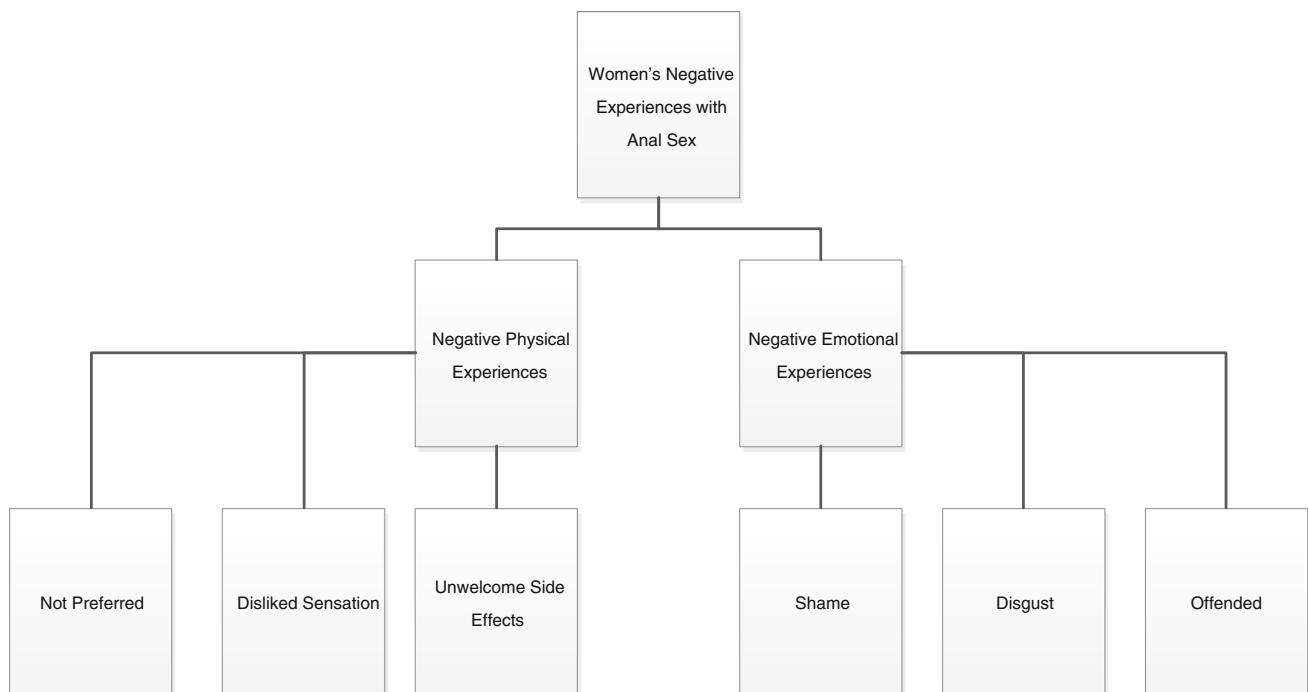 Women’s Negative
Experiences with
Anal Sex
Negative Physical
Experiences
Negative Emotional
Experiences
Not Preferred
Disliked Sensation
Unwelcome Side
Effects
Shame
Disgust
Offended